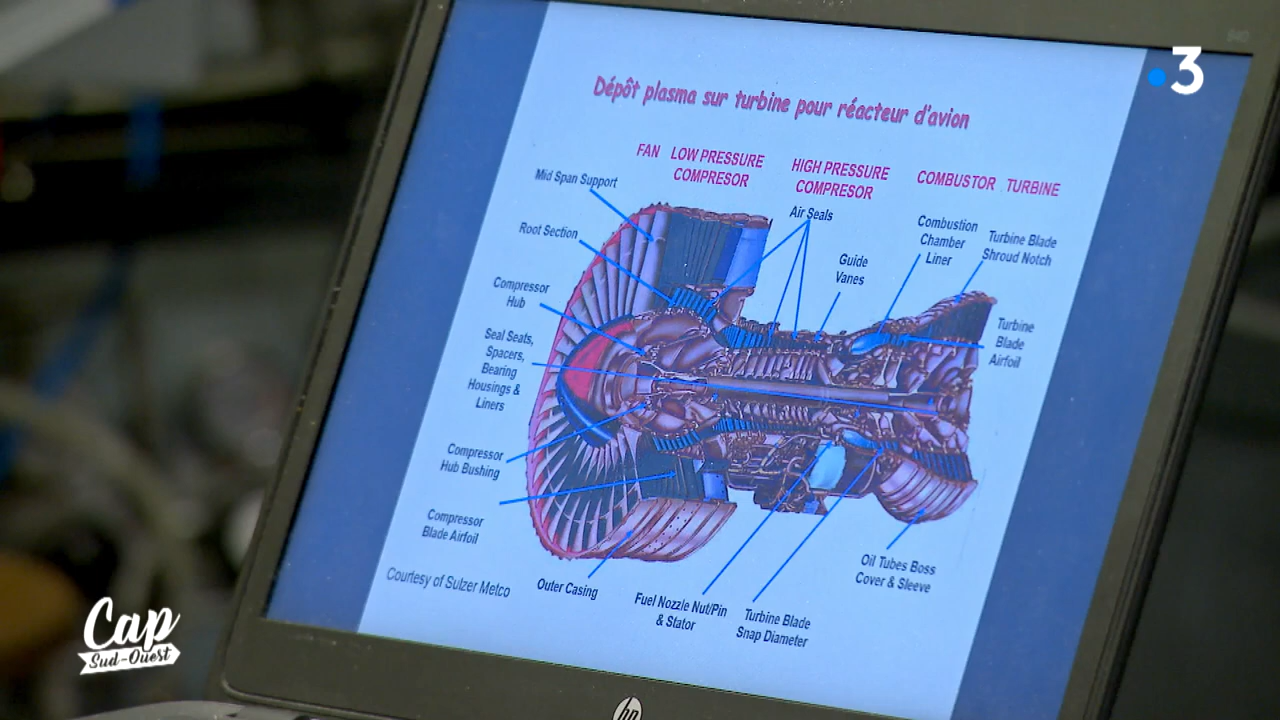 3
Dépôt plasma sur turbine pour réacteur d'avion
FAN
LOW PRESSURE
COMPRESOR
HIGH PRESSURE
COMPRESOR
COMBUSTOR
TURBINE
Mid Span Support
Root Section
Compressor
Hub
Seal Seats,
Spacers,
Bearing
Housings &
Liners
Compressor
Hub Bushing
Compressor
Blade Airfoil
Air Seals
Guide
Vanes
Combustion
Chamber
Liner
Turbine Blade
Shroud Notch
Turbine
Blade
Airfoil
Courtesy of Sulzer Metco
Outer Casing
Fuel Nozzle Nut/Pin
& Stator
Turbine Blade
Snap Diameter
Oil Tubes Boss
Cover & Sleeve
Cap
Sud-Ouest
hp